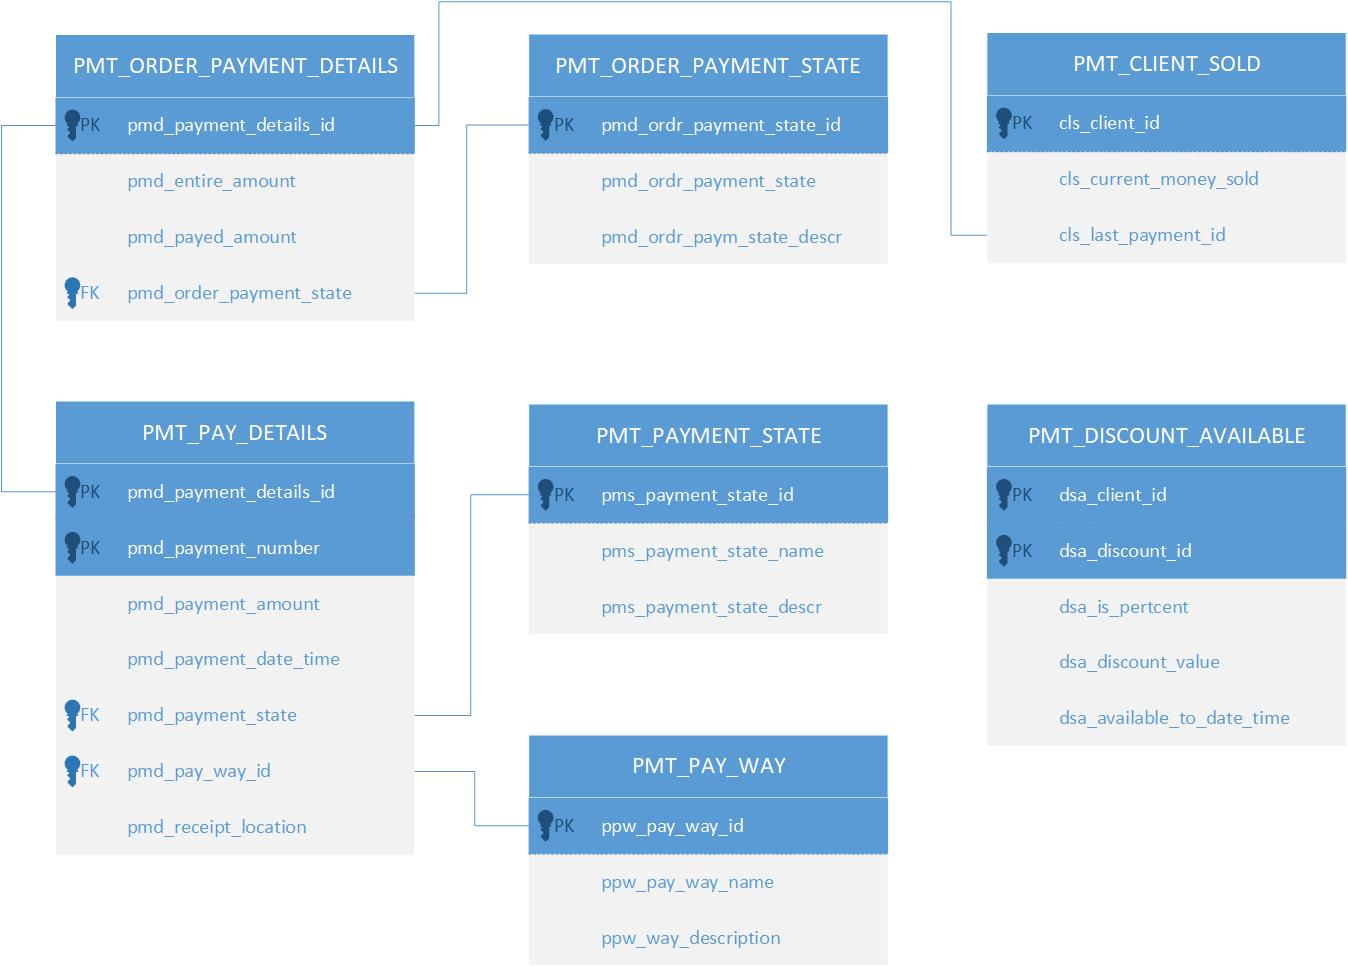 PMT_ORDER_PAYMENT_DETAILS
PK pmd_payment_details_id
pmd_entire_amount
pmd_payed_amount
FK pmd_order_payment_state
PMT_ORDER_PAYMENT_STATE
PK pmd_ordr_payment_state_id
pmd_ordr_payment_state
pmd_ordr_paym_state_descr
PMT_CLIENT_SOLD
PK cls_client_id
cls_current_money_sold
cls_last_payment_id
PMT_PAY_DETAILS
PK pmd_payment_details_id
PK pmd_payment_number
pmd_payment_amount
pmd_payment_date_time
FK pmd_payment_state
FK pmd_pay_way_id
pmd_receipt_location
PMT_PAYMENT_STATE
PK pms_payment_state_id
pms_payment_state_name
pms_payment_state_descr
PMT_DISCOUNT_AVAILABLE
PK dsa_client_id
PK dsa_discount_id
dsa_is_pertcent
dsa_discount_value
dsa_available_to_date_time
PMT_PAY_WAY
PK ppw_pay_way_id
ppw_pay_way_name
ppw_way_description